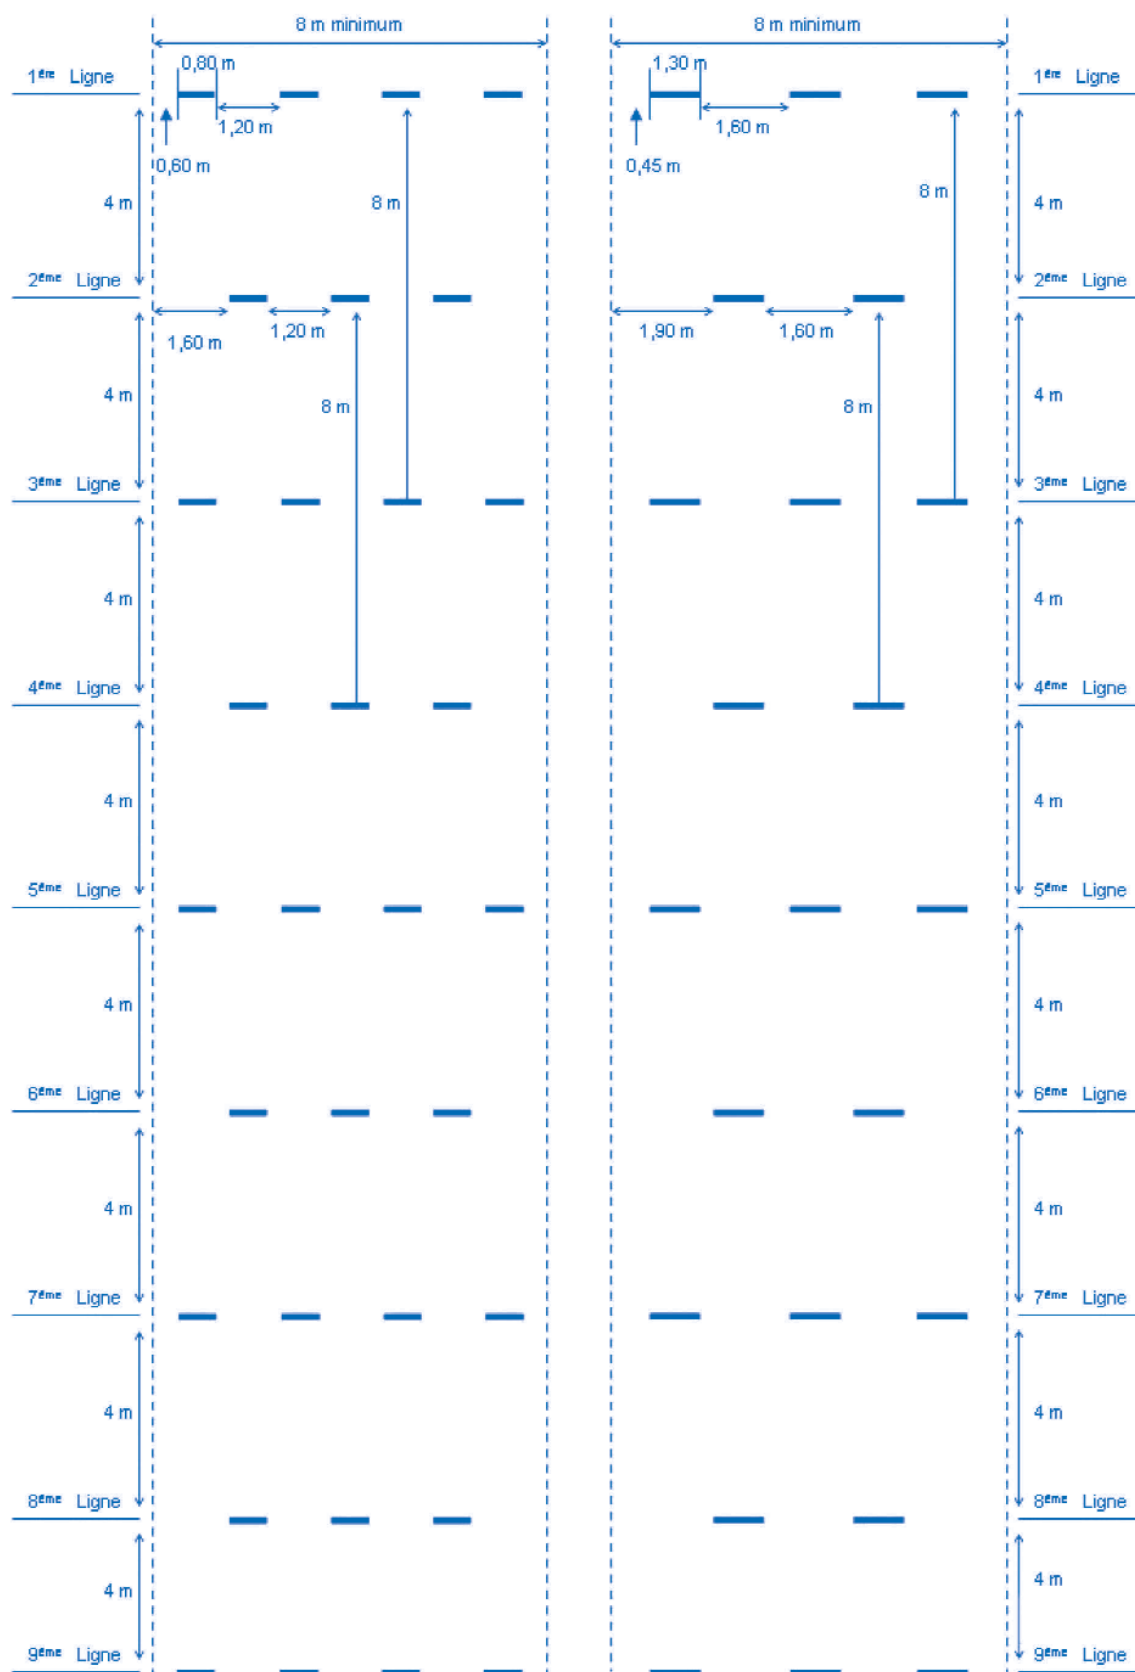 8 m minimum 8 m minimum
0,80 m 1,30 m
1ère Ligne 1ère Ligne
1,20 m 1,60 m
0,60 m 0,45 m
4 m 8 m 8 m 4 m
2ème Ligne 2ème Ligne
1,60 m 1,20 m 1,90 m 1,60 m
4 m 8 m 8 m 4 m
3ème Ligne 3ème Ligne
4 m 4 m
4ème Ligne 4ème Ligne
4 m 4 m
5ème Ligne 5ème Ligne
4 m 4 m
6ème Ligne 6ème Ligne
4 m 4 m
7ème Ligne 7ème Ligne
4 m 4 m
8ème Ligne 8ème Ligne
4 m 4 m
9ème Ligne 9ème Ligne